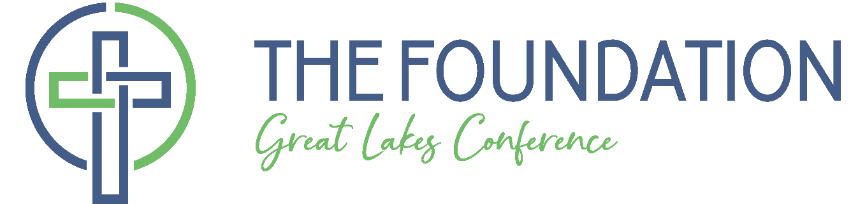 THE FOUNDATION
Great Lakes Conference